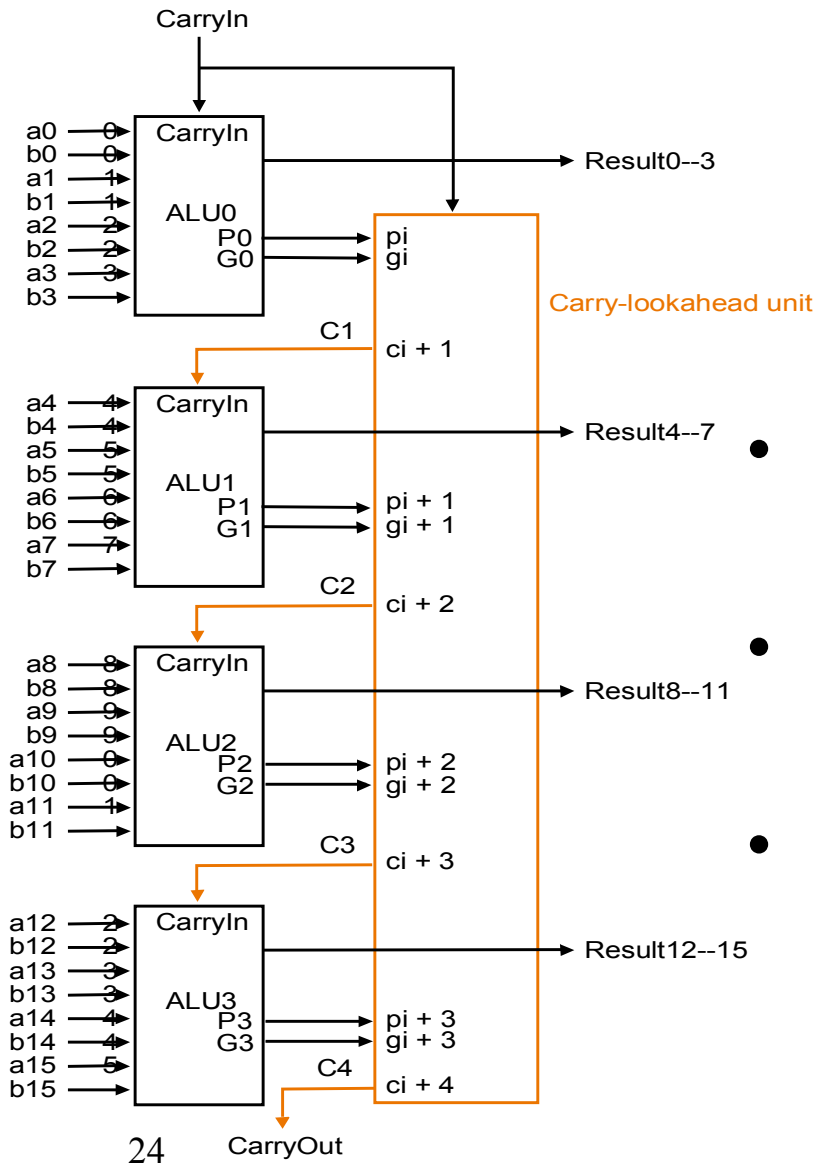 CarryIn
a0 0 CarryIn
b0 0
a1 1
b1 1
a2 2
b2 2
a3 3
b3
ALU0
P0
G0
Result0--3
pi
gi
Carry-lookahead unit
C1
ci + 1
a4 4 CarryIn
b4 4
a5 5
b5 5
a6 6
b6 6
a7 7
b7
ALU1
P1
G1
Result4--7
pi + 1
gi + 1
C2
ci + 2
a8 8 CarryIn
b8 8
a9 9
b9 9
a10 0
b10 0
a11 1
b11
ALU2
P2
G2
Result8--11
pi + 2
gi + 2
C3
ci + 3
a12 2 CarryIn
b12 2
a13 3
b13 3
a14 4
b14 4
a15 5
b15
ALU3
P3
G3
Result12--15
pi + 3
gi + 3
C4
ci + 4
24
CarryOut